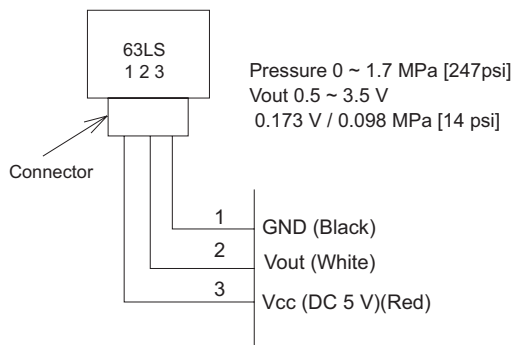 63LS
1 2 3
Pressure 0 ~ 1.7 MPa [247psi]
Vout 0.5 ~ 3.5 V
0.173 V / 0.098 MPa [14 psi]
Connector
1
GND (Black)
2
Vout (White)
3
Vcc (DC 5 V)(Red)